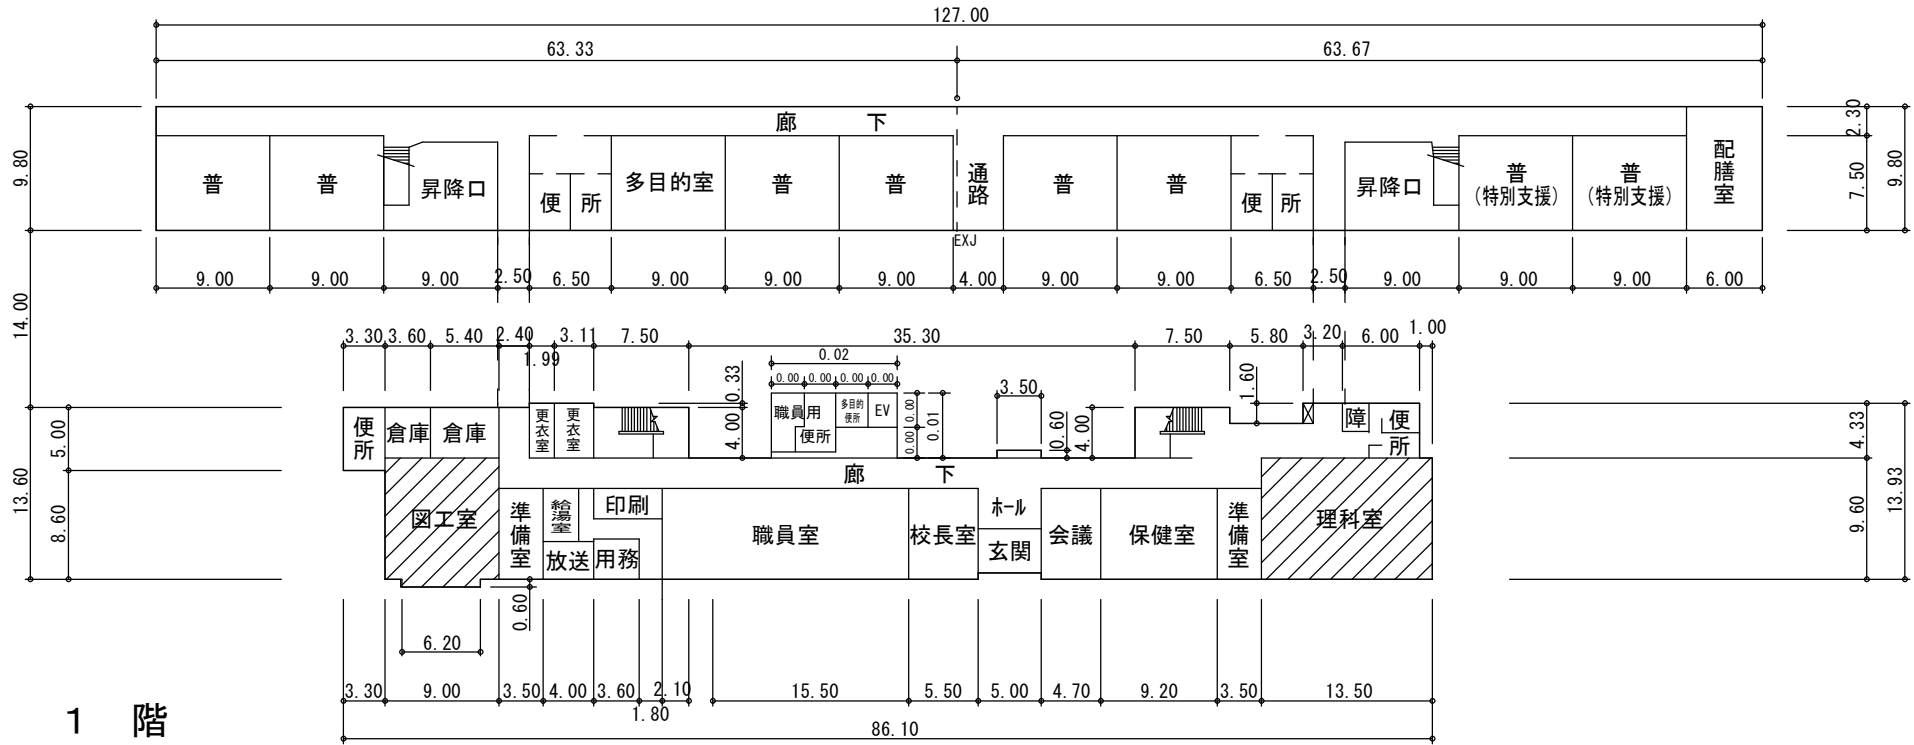 127.00
63.33 63.67
廊 下
普 普 昇降口 便 所 多目的室 普 普 通路 普 普 便 所 昇降口 普 (特別支援) 普 (特別支援) 配膳室
EXJ
9.80
14.00
2.30
7.50
9.80
9.00 9.00 9.00 2.50 6.50 9.00 9.00 9.00 4.00 9.00 9.00 6.50 2.50 9.00 9.00 9.00 6.00
3.30 3.60 5.40 2.40 1.99 3.11 7.50 35.30 7.50 5.80 3.20 6.00 1.00
0.02
0.00 0.00 0.00 0.00
0.33
4.00
職員用
便所
多目的
便所
EV
0.00
0.00
0.01
3.50
0.60
4.00
1.60
便所 倉庫 倉庫 更衣室 更衣室 障 便所
廊 下
図工室 準備室 給湯室 印刷 放送 用務 職員室 校長室 ホール 玄関 会議 保健室 準備室 理科室
5.00
8.60
13.60
4.33
9.60
13.93
0.60
6.20
3.30 9.00 3.50 4.00 3.60 1.80 2.10 15.50 5.50 5.00 4.70 9.20 3.50 13.50
86.10
1 階